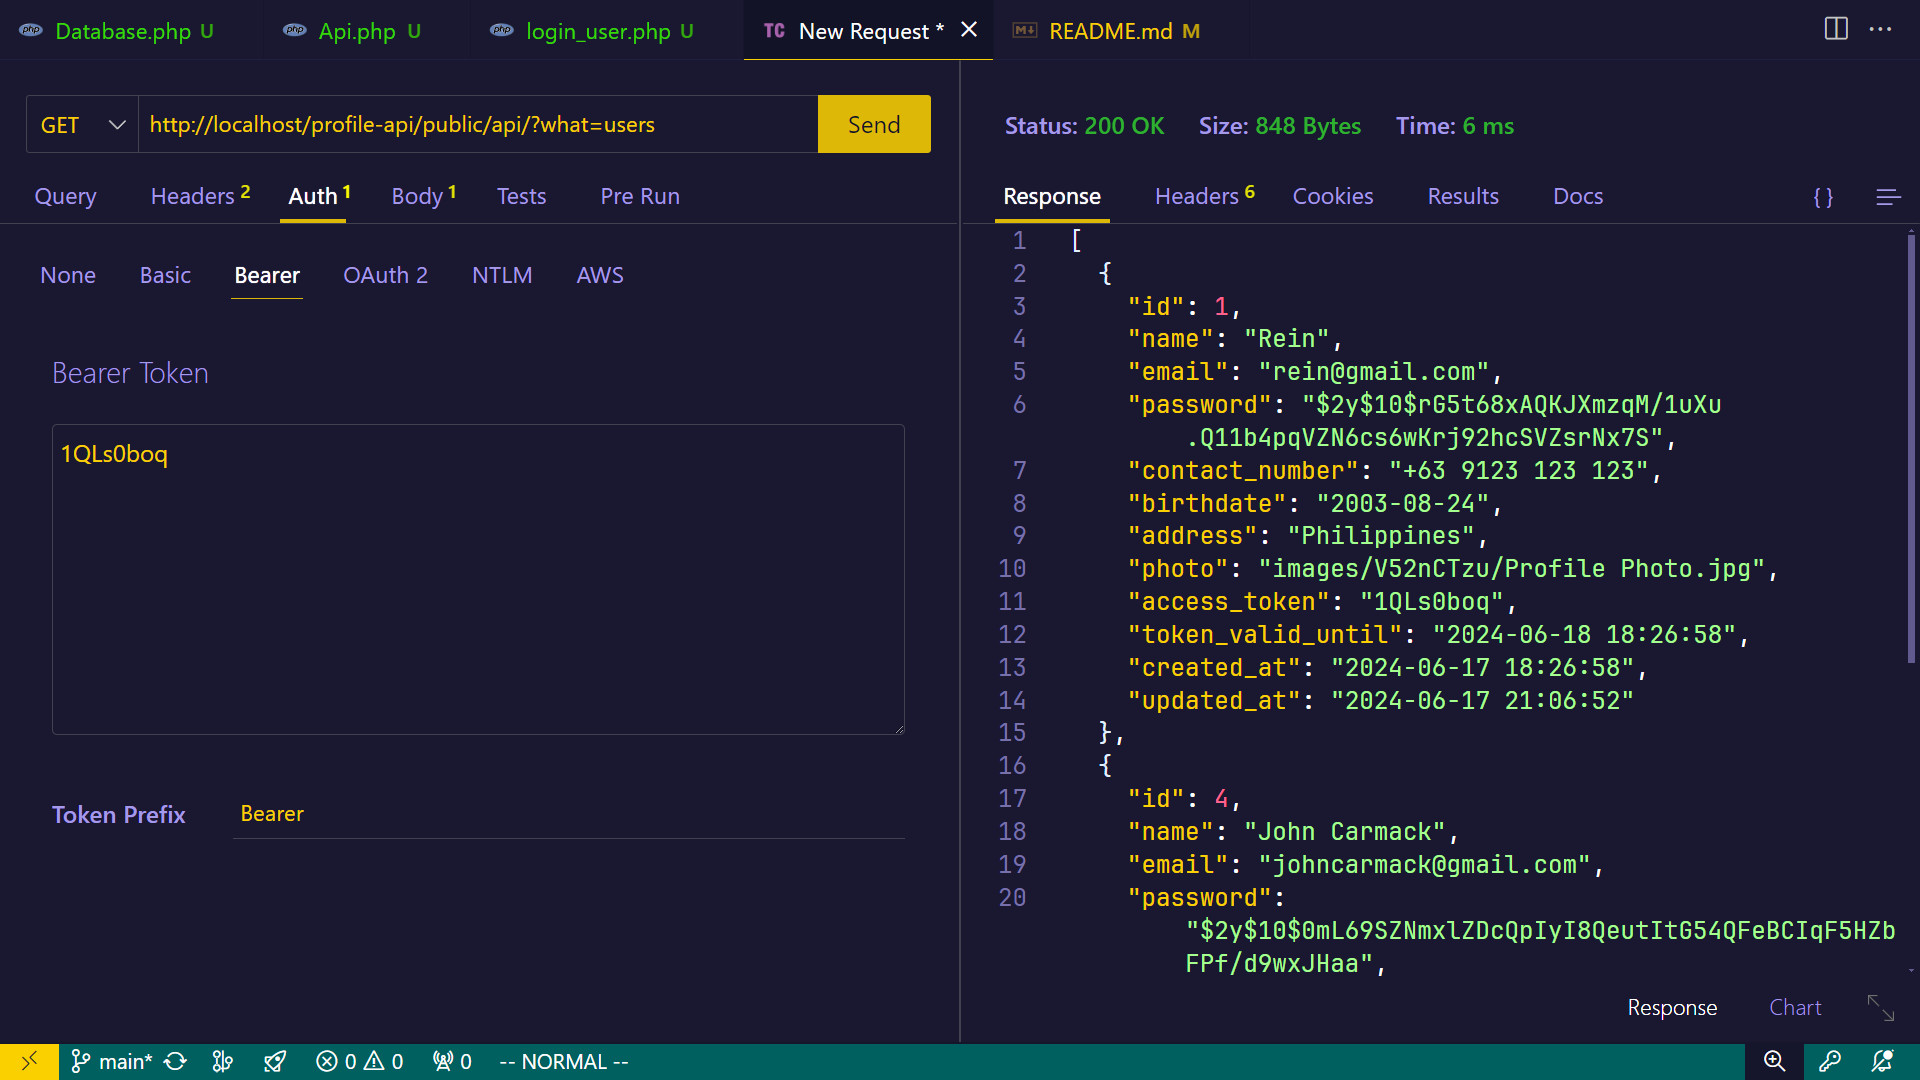 php Database.php U
php Api.php U
php login_user.php U
TC New Request *
README.md M
GET http://localhost/profile-api/public/api/?what=users Send
Status: 200 OK Size: 848 Bytes Time: 6 ms
Query Headers 2 Auth 1 Body 1 Tests Pre Run
Response Headers 6 Cookies Results Docs { }
None Basic Bearer OAuth 2 NTLM AWS
Bearer Token
1QLs0boq
Token Prefix Bearer
1 [
2 {
3 "id": 1,
4 "name": "Rein",
5 "email": "rein@gmail.com",
6 "password": "$2y$10$rG5t68xAQKJXmzqM/1uXu
.Q11b4pqVZN6cs6wKrj92hcSVZsrNx7S",
7 "contact_number": "+63 9123 123 123",
8 "birthdate": "2003-08-24",
9 "address": "Philippines",
10 "photo": "images/V52nCTzu/Profile Photo.jpg",
11 "access_token": "1QLs0boq",
12 "token_valid_until": "2024-06-18 18:26:58",
13 "created_at": "2024-06-17 18:26:58",
14 "updated_at": "2024-06-17 21:06:52"
15 },
16 {
17 "id": 4,
18 "name": "John Carmack",
19 "email": "johncarmack@gmail.com",
20 "password":
"$2y$10$0mL69SZNmxlZDcQpIyI8QeutItG54QFeBCIqF5HZb
FPf/d9wxJHaa",
Response Chart
main* 0 0 0 -- NORMAL --